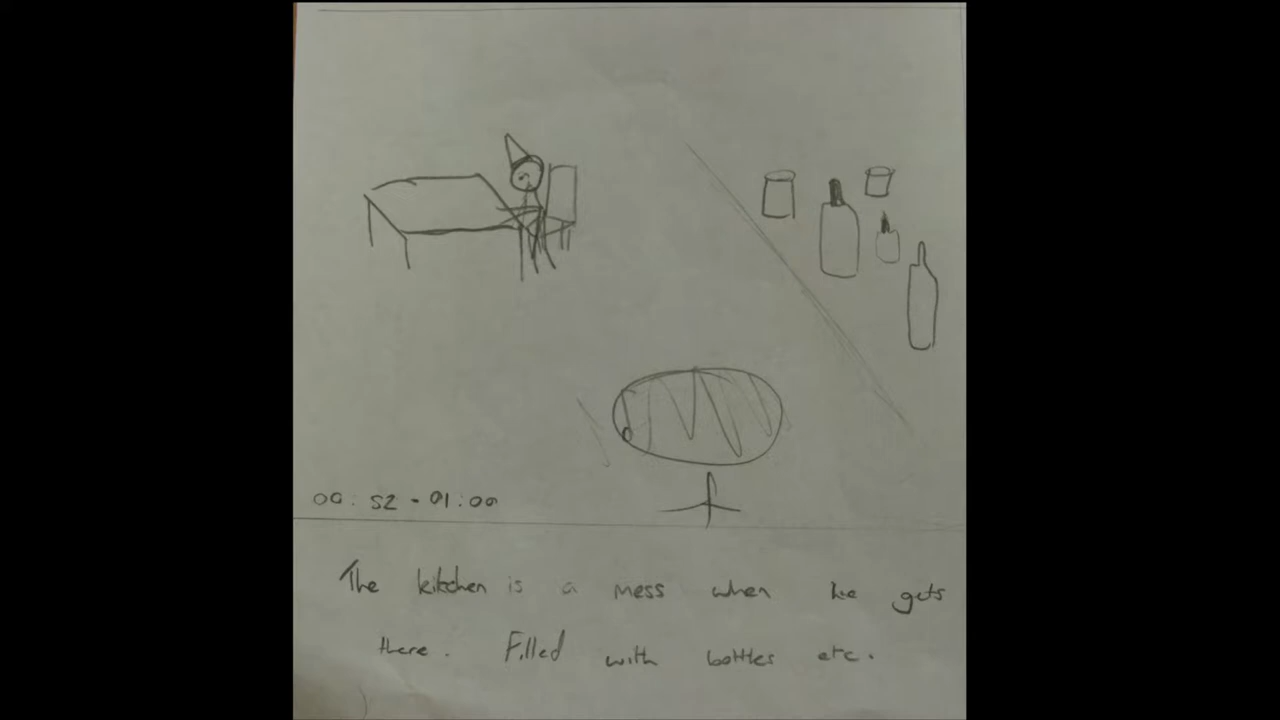 00:52 - 01:00
The kitchen is a mess when he gets
there. Filled with bottles etc.